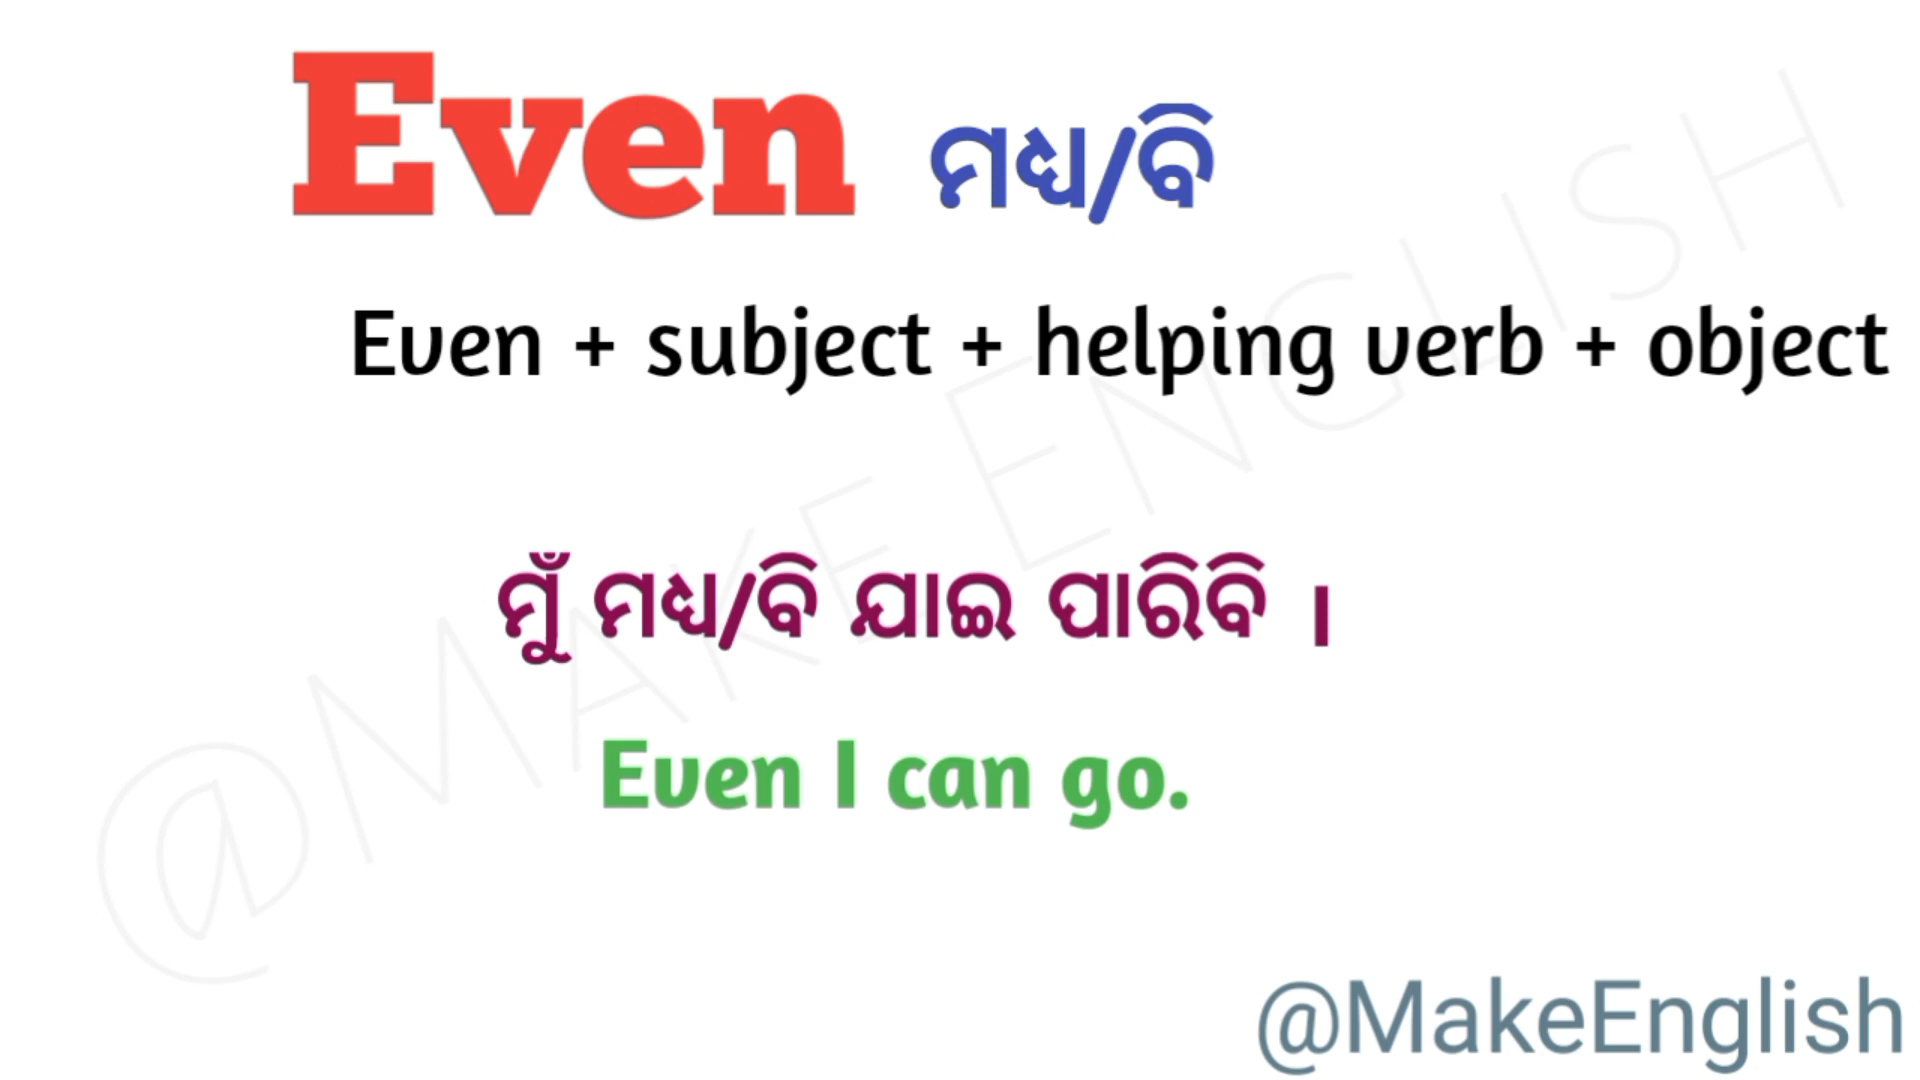 Even ମଧ୍ୟ/ବି
Even + subject + helping verb + object
ମୁଁ ମଧ୍ୟ/ବି ଯାଇ ପାରିବି ।
Even I can go.
@MAKE ENGLISH
@MakeEnglish